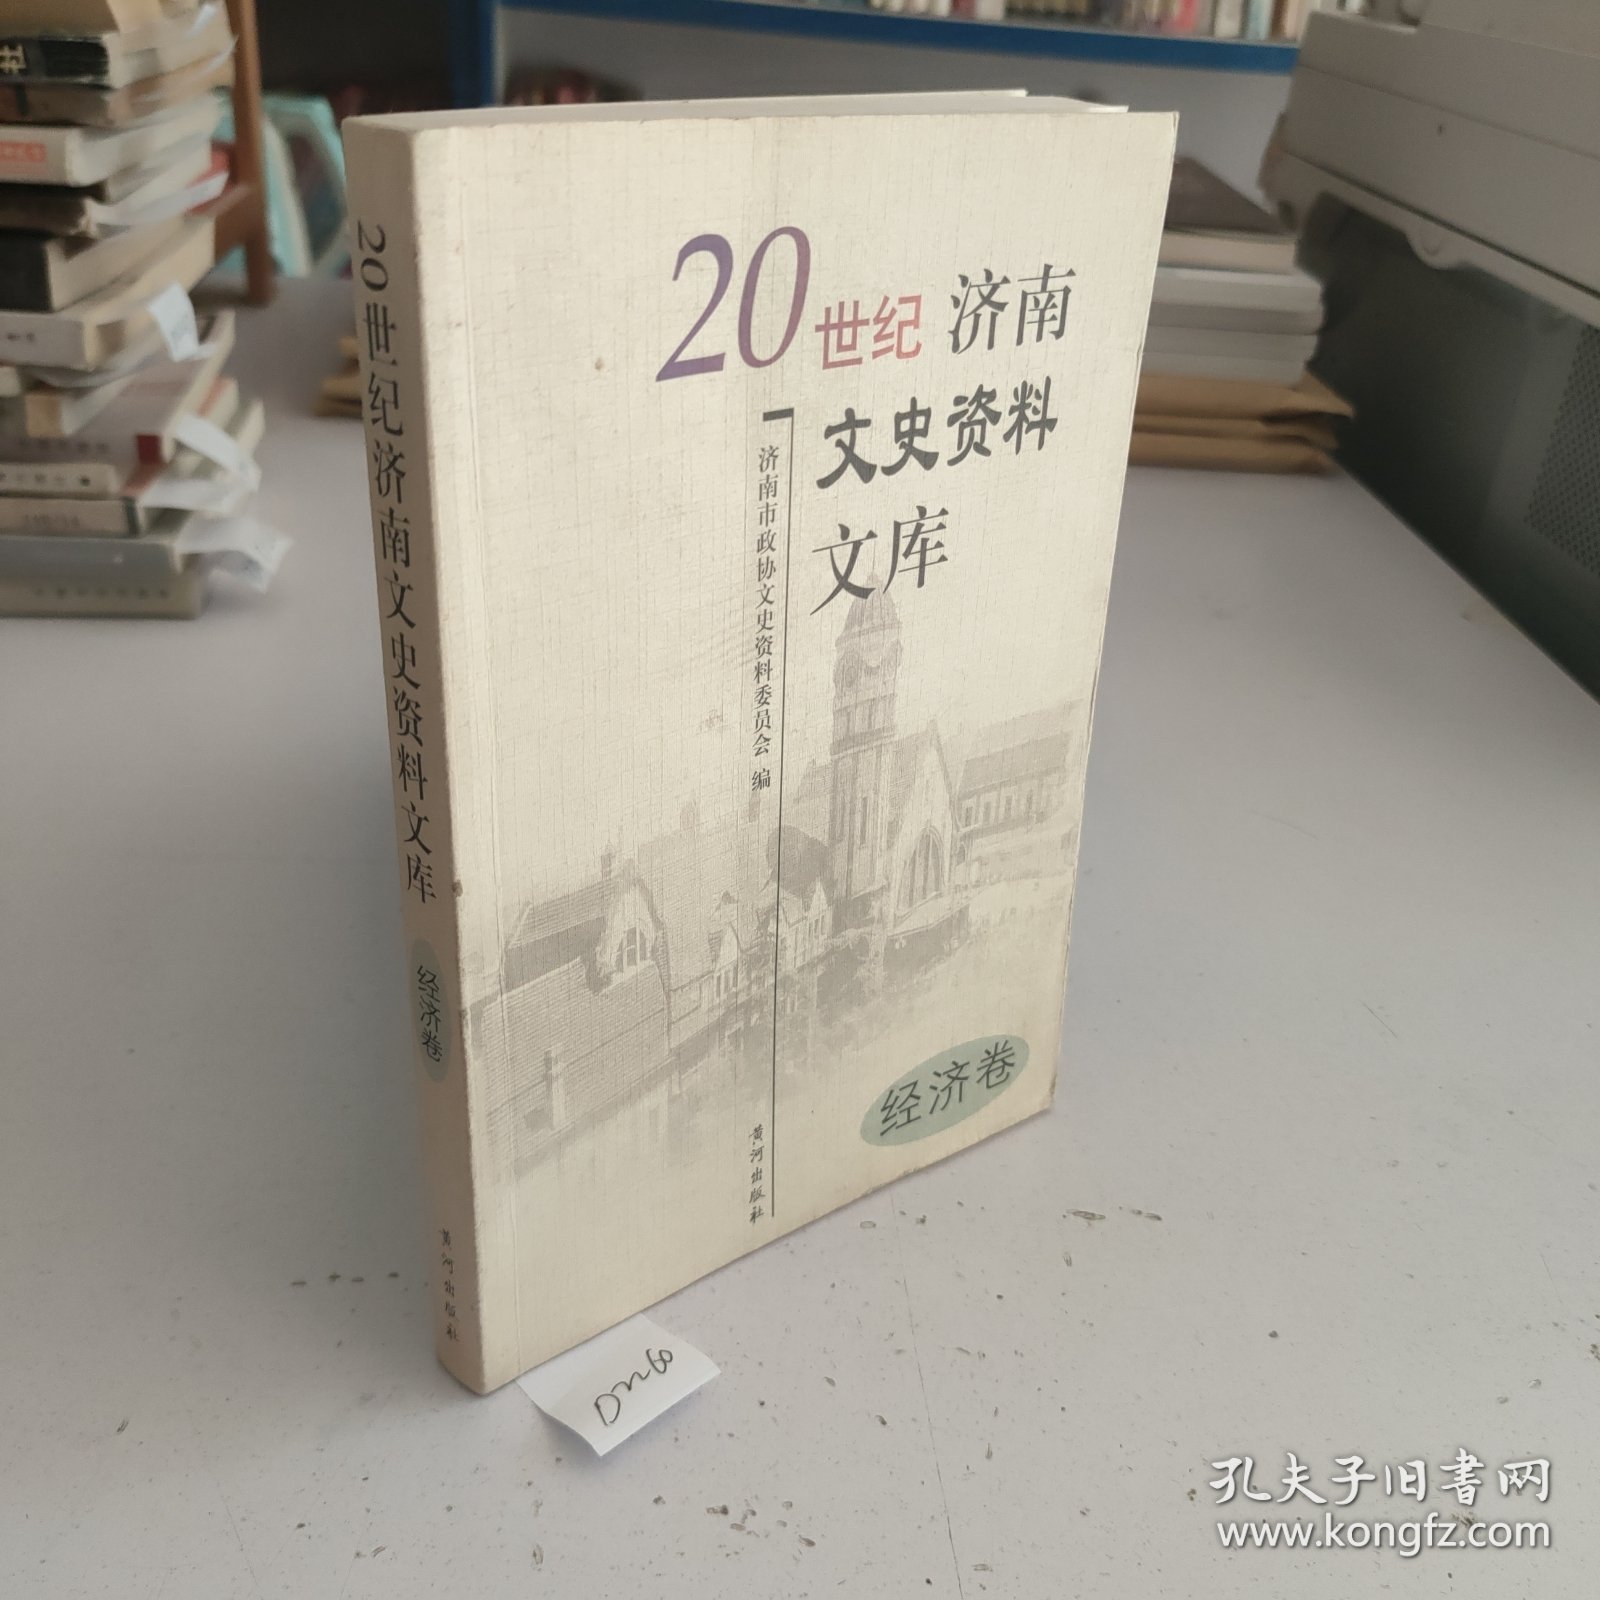 20世纪济南文史资料文库
经济卷
黄河出版社
20世纪 济南
文史资料
文库
济南市政协文史资料委员会 编
经济卷
黄河出版社
孔夫子旧书网
www.kongfz.com